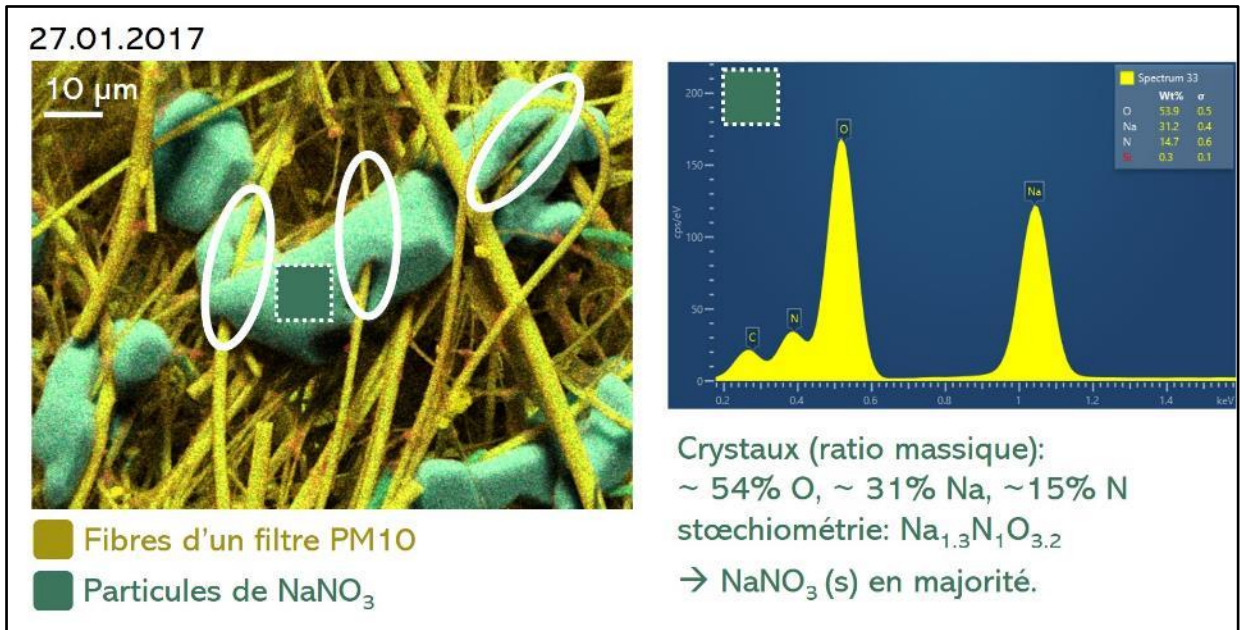 27.01.2017
10 µm
Fibres d'un filtre PM10
Particules de NaNO₃
cps/eV
200
150
100
50
0
C
N
O
Na
0.2 0.4 0.6 0.8 1 1.2 1.4 keV
Spectrum 33
Wt% σ
O 53.9 0.5
Na 31.2 0.4
N 14.7 0.6
Si 0.3 0.1
Crystaux (ratio massique):
~ 54% O, ~ 31% Na, ~15% N
stœchiométrie: Na₁.₃N₁O₃.₂
→ NaNO₃ (s) en majorité.